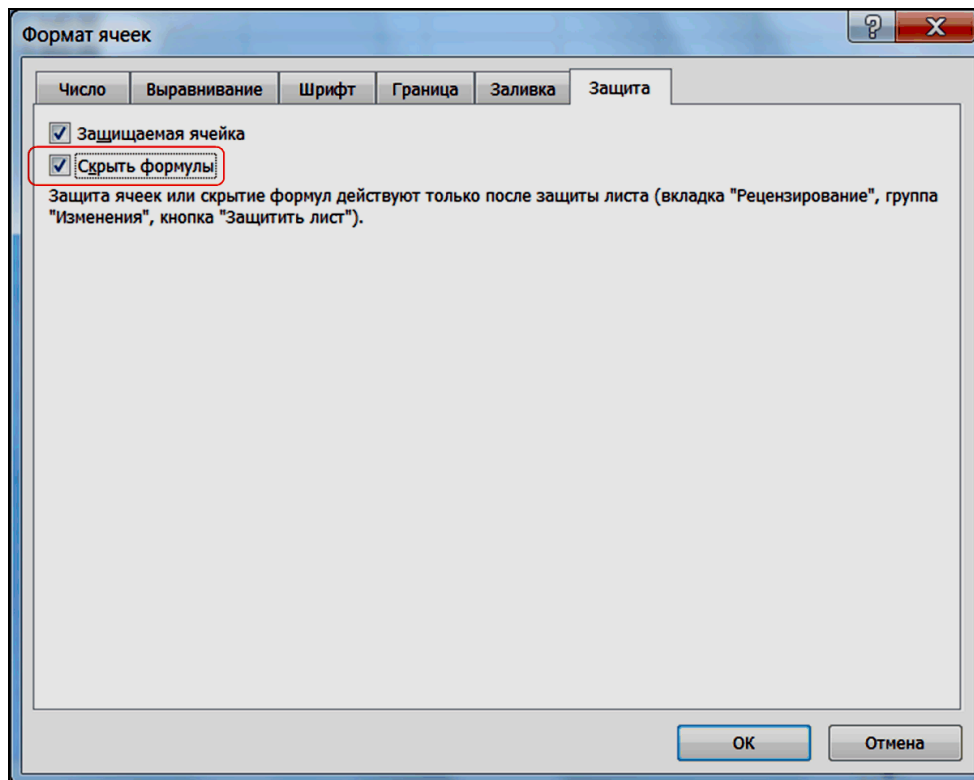 Формат ячеек
?
X
Число
Выравнивание
Шрифт
Граница
Заливка
Защита
Защищаемая ячейка
Скрыть формулы
Защита ячеек или скрытие формул действуют только после защиты листа (вкладка "Рецензирование", группа
"Изменения", кнопка "Защитить лист").
ОК
Отмена